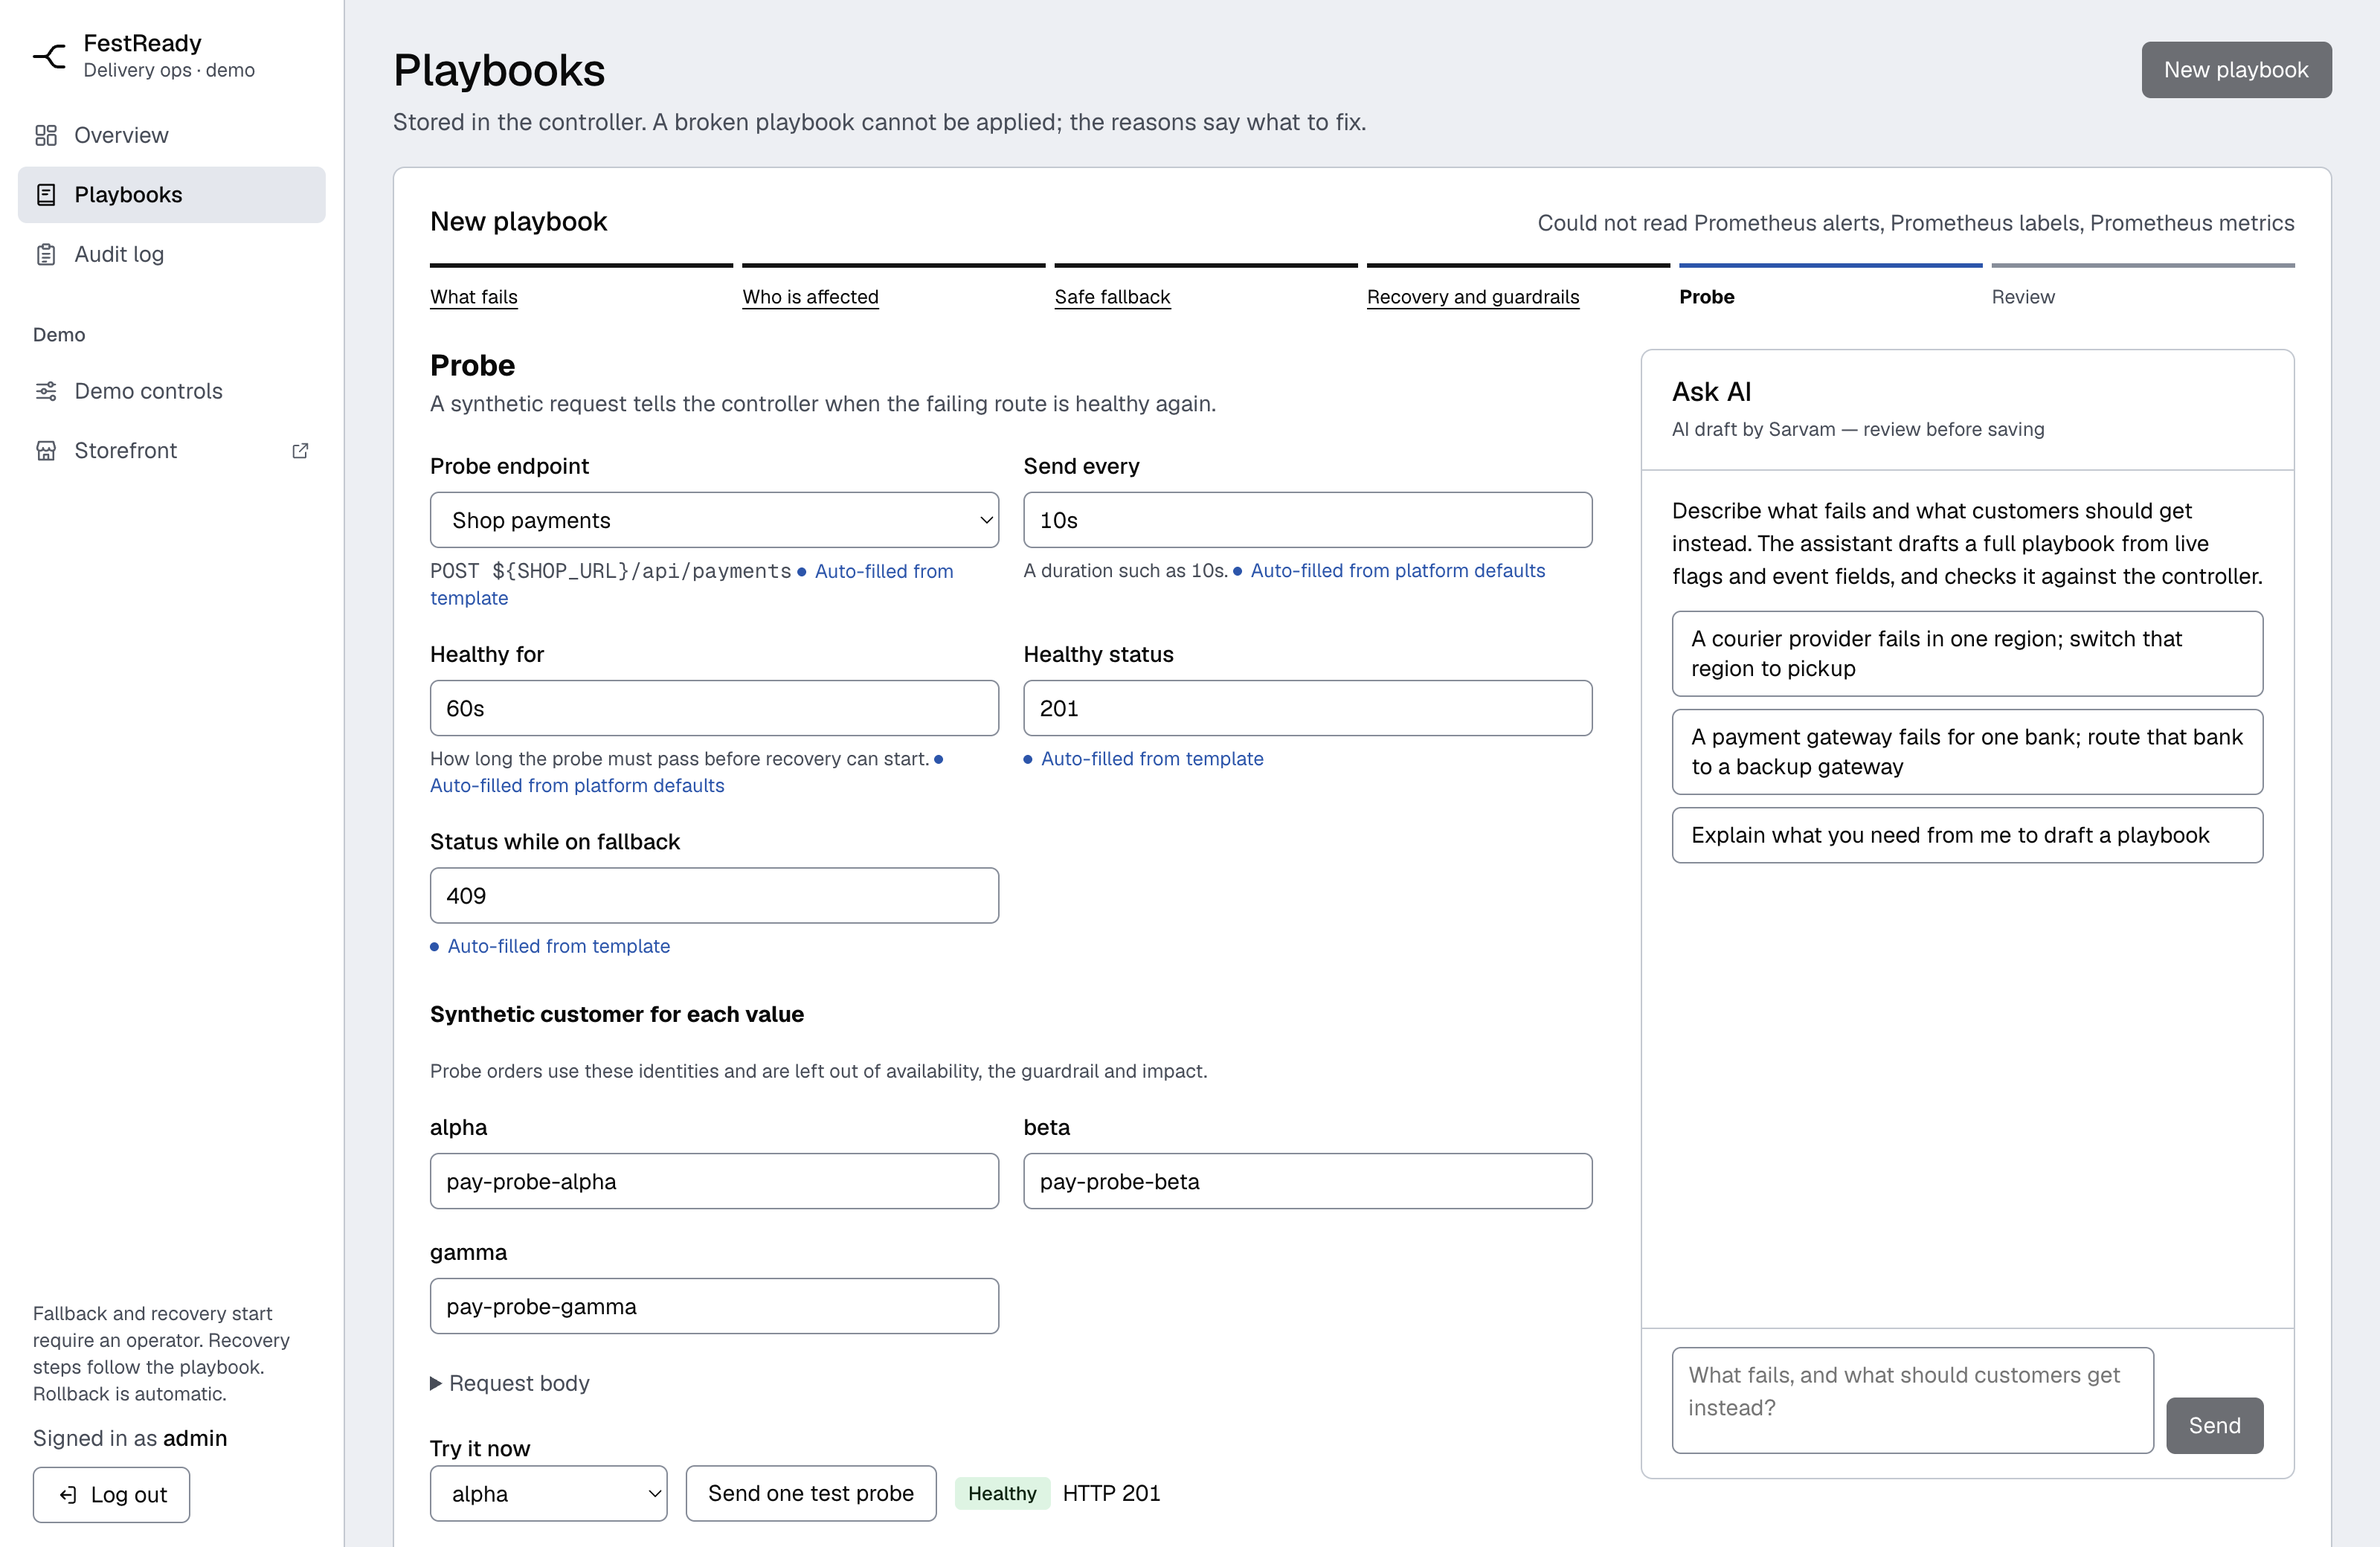 FestReady
Delivery ops · demo
Overview
Playbooks
Audit log
Demo
Demo controls
Storefront
Fallback and recovery start
require an operator. Recovery
steps follow the playbook.
Rollback is automatic.
Signed in as admin
Log out
Playbooks
New playbook
Stored in the controller. A broken playbook cannot be applied; the reasons say what to fix.
New playbook
Could not read Prometheus alerts, Prometheus labels, Prometheus metrics
What fails
Who is affected
Safe fallback
Recovery and guardrails
Probe
Review
Probe
A synthetic request tells the controller when the failing route is healthy again.
Probe endpoint
Shop payments
POST ${SHOP_URL}/api/payments ● Auto-filled from
template
Send every
10s
A duration such as 10s. ● Auto-filled from platform defaults
Healthy for
60s
How long the probe must pass before recovery can start. ●
Auto-filled from platform defaults
Healthy status
201
● Auto-filled from template
Status while on fallback
409
● Auto-filled from template
Synthetic customer for each value
Probe orders use these identities and are left out of availability, the guardrail and impact.
alpha
pay-probe-alpha
beta
pay-probe-beta
gamma
pay-probe-gamma
▶ Request body
Try it now
alpha
Send one test probe
Healthy
HTTP 201
Ask AI
AI draft by Sarvam — review before saving
Describe what fails and what customers should get
instead. The assistant drafts a full playbook from live
flags and event fields, and checks it against the controller.
A courier provider fails in one region; switch that
region to pickup
A payment gateway fails for one bank; route that bank
to a backup gateway
Explain what you need from me to draft a playbook
What fails, and what should customers get
instead?
Send